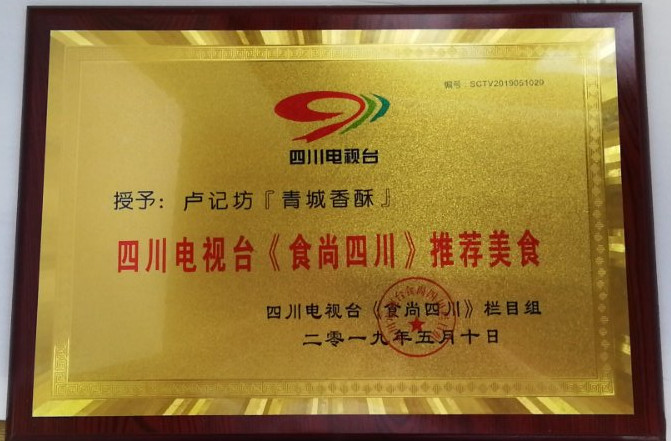 编号：SCTV2019051029
四川电视台
授予：卢记坊『青城香酥』
四川电视台《食尚四川》推荐美食
四川电视台《食尚四川》栏目组
二零一九年五月十日